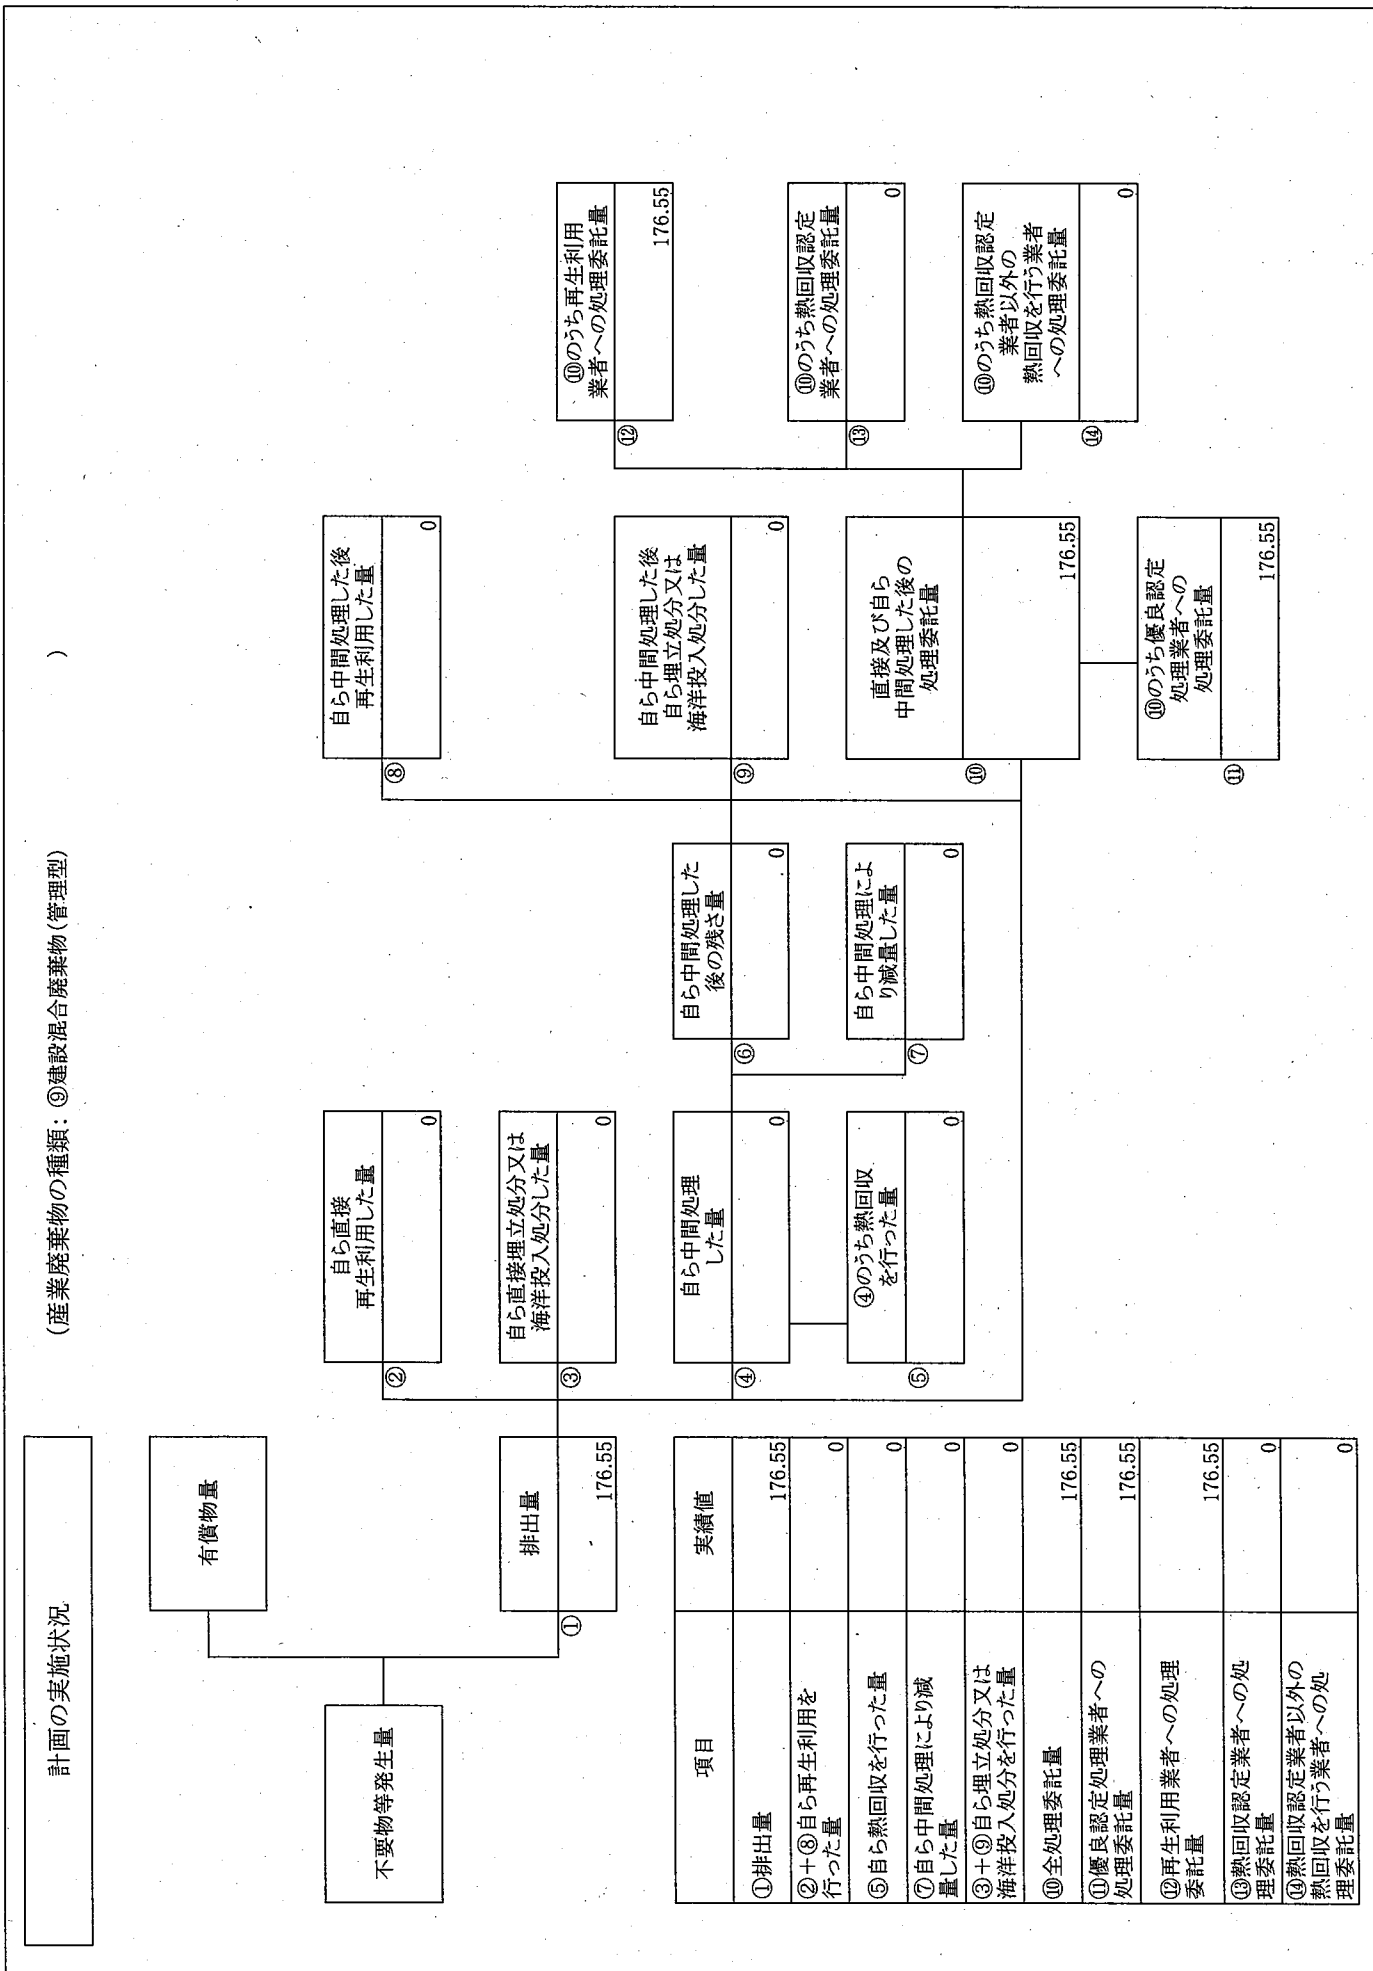 計画の実施状況
(産業廃棄物の種類：⑨建設混合廃棄物(管理型)
)
不要物等発生量
有償物量
①
排出量
176.55
②
自ら直接
再生利用した量
0
③
自ら直接埋立処分又は
海洋投入処分した量
0
④
自ら中間処理
した量
0
⑤
④のうち熱回収
を行った量
0
⑥
自ら中間処理した
後の残さ量
0
⑦
自ら中間処理によ
り減量した量
0
⑧
自ら中間処理した後
再生利用した量
0
⑨
自ら中間処理した後
自ら埋立処分又は
海洋投入処分した量
0
⑩
直接及び自ら
中間処理した後の
処理委託量
176.55
⑪
⑩のうち優良認定
処理業者への
処理委託量
176.55
⑫
⑩のうち再生利用
業者への処理委託量
176.55
⑬
⑩のうち熱回収認定
業者への処理委託量
0
⑭
⑩のうち熱回収認定
業者以外の
熱回収を行う業者
への処理委託量
0
項目 実績値
①排出量 176.55
②＋⑧自ら再生利用を
行った量 0
⑤自ら熱回収を行った量 0
⑦自ら中間処理により減
量した量 0
③＋⑨自ら埋立処分又は
海洋投入処分を行った量 0
⑩全処理委託量 176.55
⑪優良認定処理業者への
処理委託量 176.55
⑫再生利用業者への処理
委託量 176.55
⑬熱回収認定業者への処
理委託量 0
⑭熱回収認定業者以外の
熱回収を行う業者への処
理委託量 0